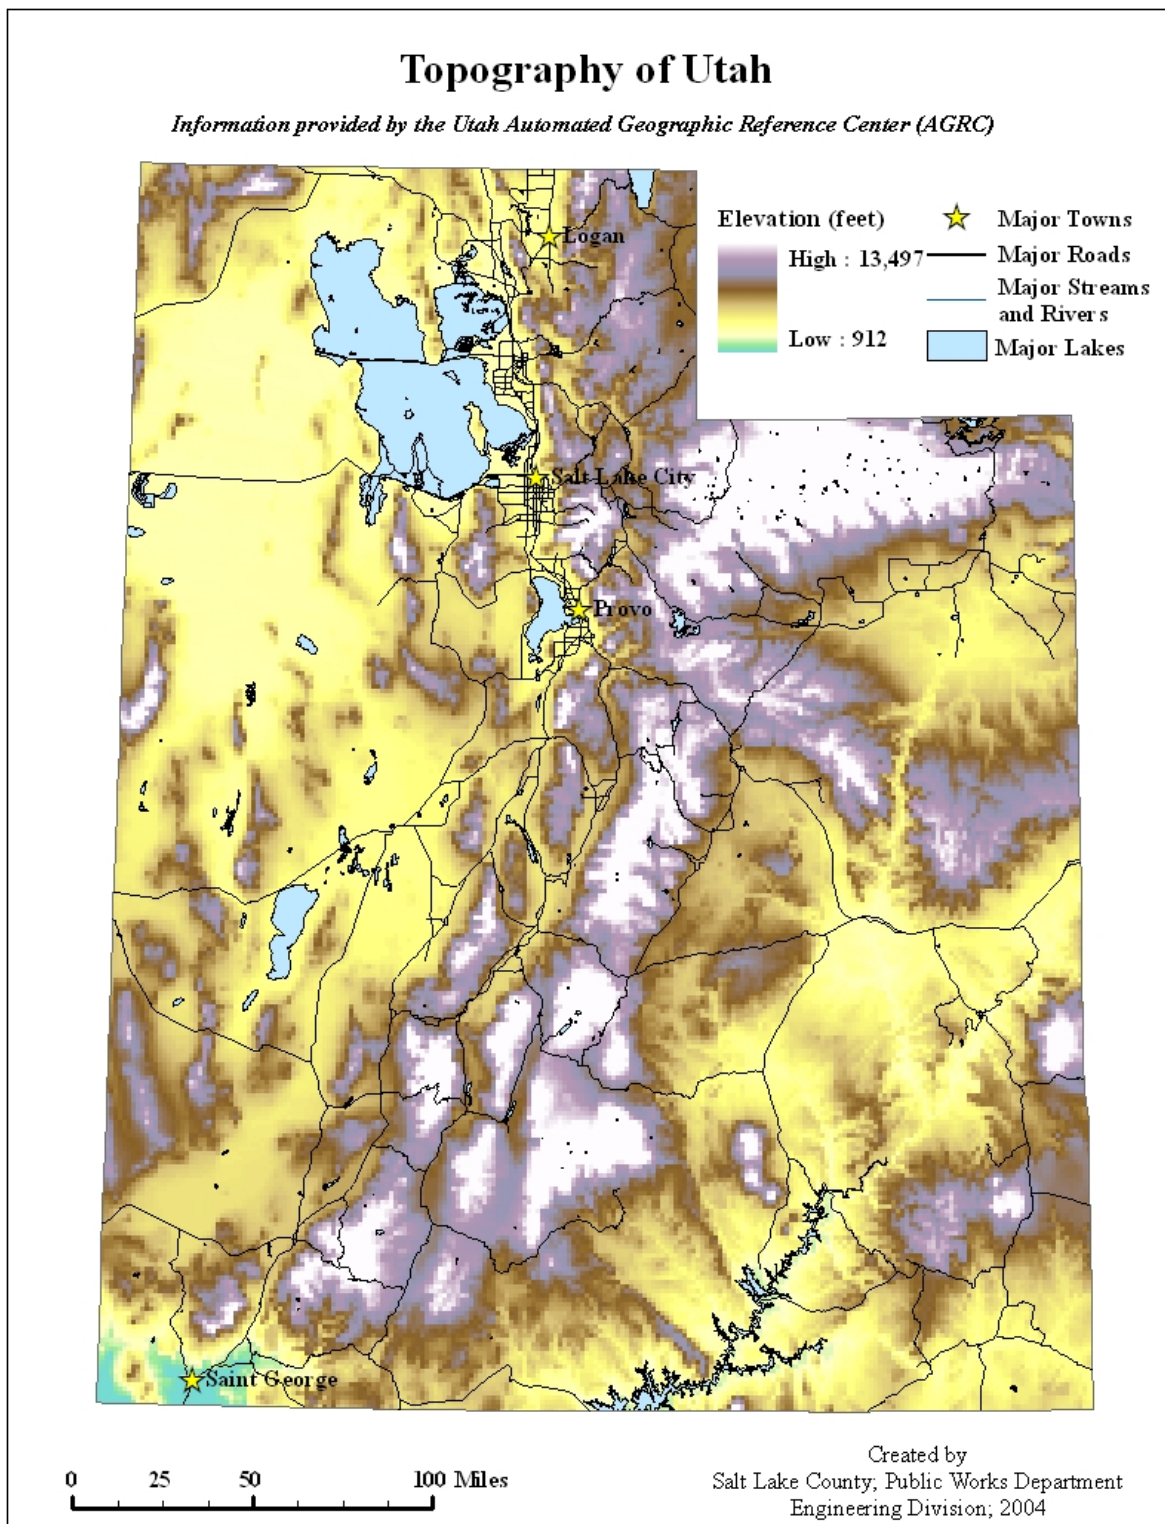 Topography of Utah
Information provided by the Utah Automated Geographic Reference Center (AGRC)
Elevation (feet)
High : 13,497
Low : 912
Major Towns
Major Roads
Major Streams
and Rivers
Major Lakes
Logan
Salt Lake City
Provo
Saint George
0 25 50 100 Miles
Created by
Salt Lake County; Public Works Department
Engineering Division; 2004